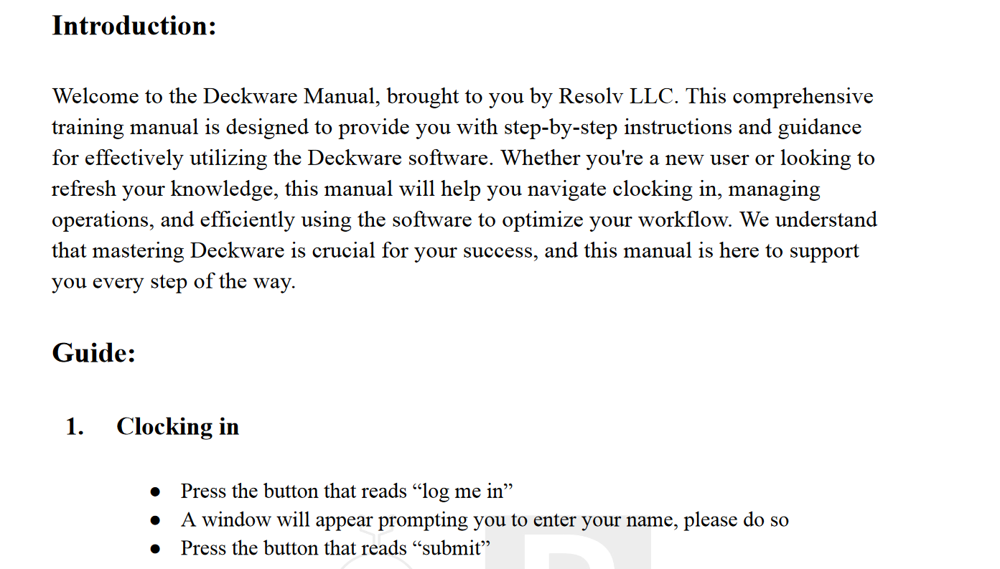 Introduction:
Welcome to the Deckware Manual, brought to you by Resolv LLC. This comprehensive
training manual is designed to provide you with step-by-step instructions and guidance
for effectively utilizing the Deckware software. Whether you're a new user or looking to
refresh your knowledge, this manual will help you navigate clocking in, managing
operations, and efficiently using the software to optimize your workflow. We understand
that mastering Deckware is crucial for your success, and this manual is here to support
you every step of the way.
Guide:
1. Clocking in
● Press the button that reads “log me in”
● A window will appear prompting you to enter your name, please do so
● Press the button that reads “submit”